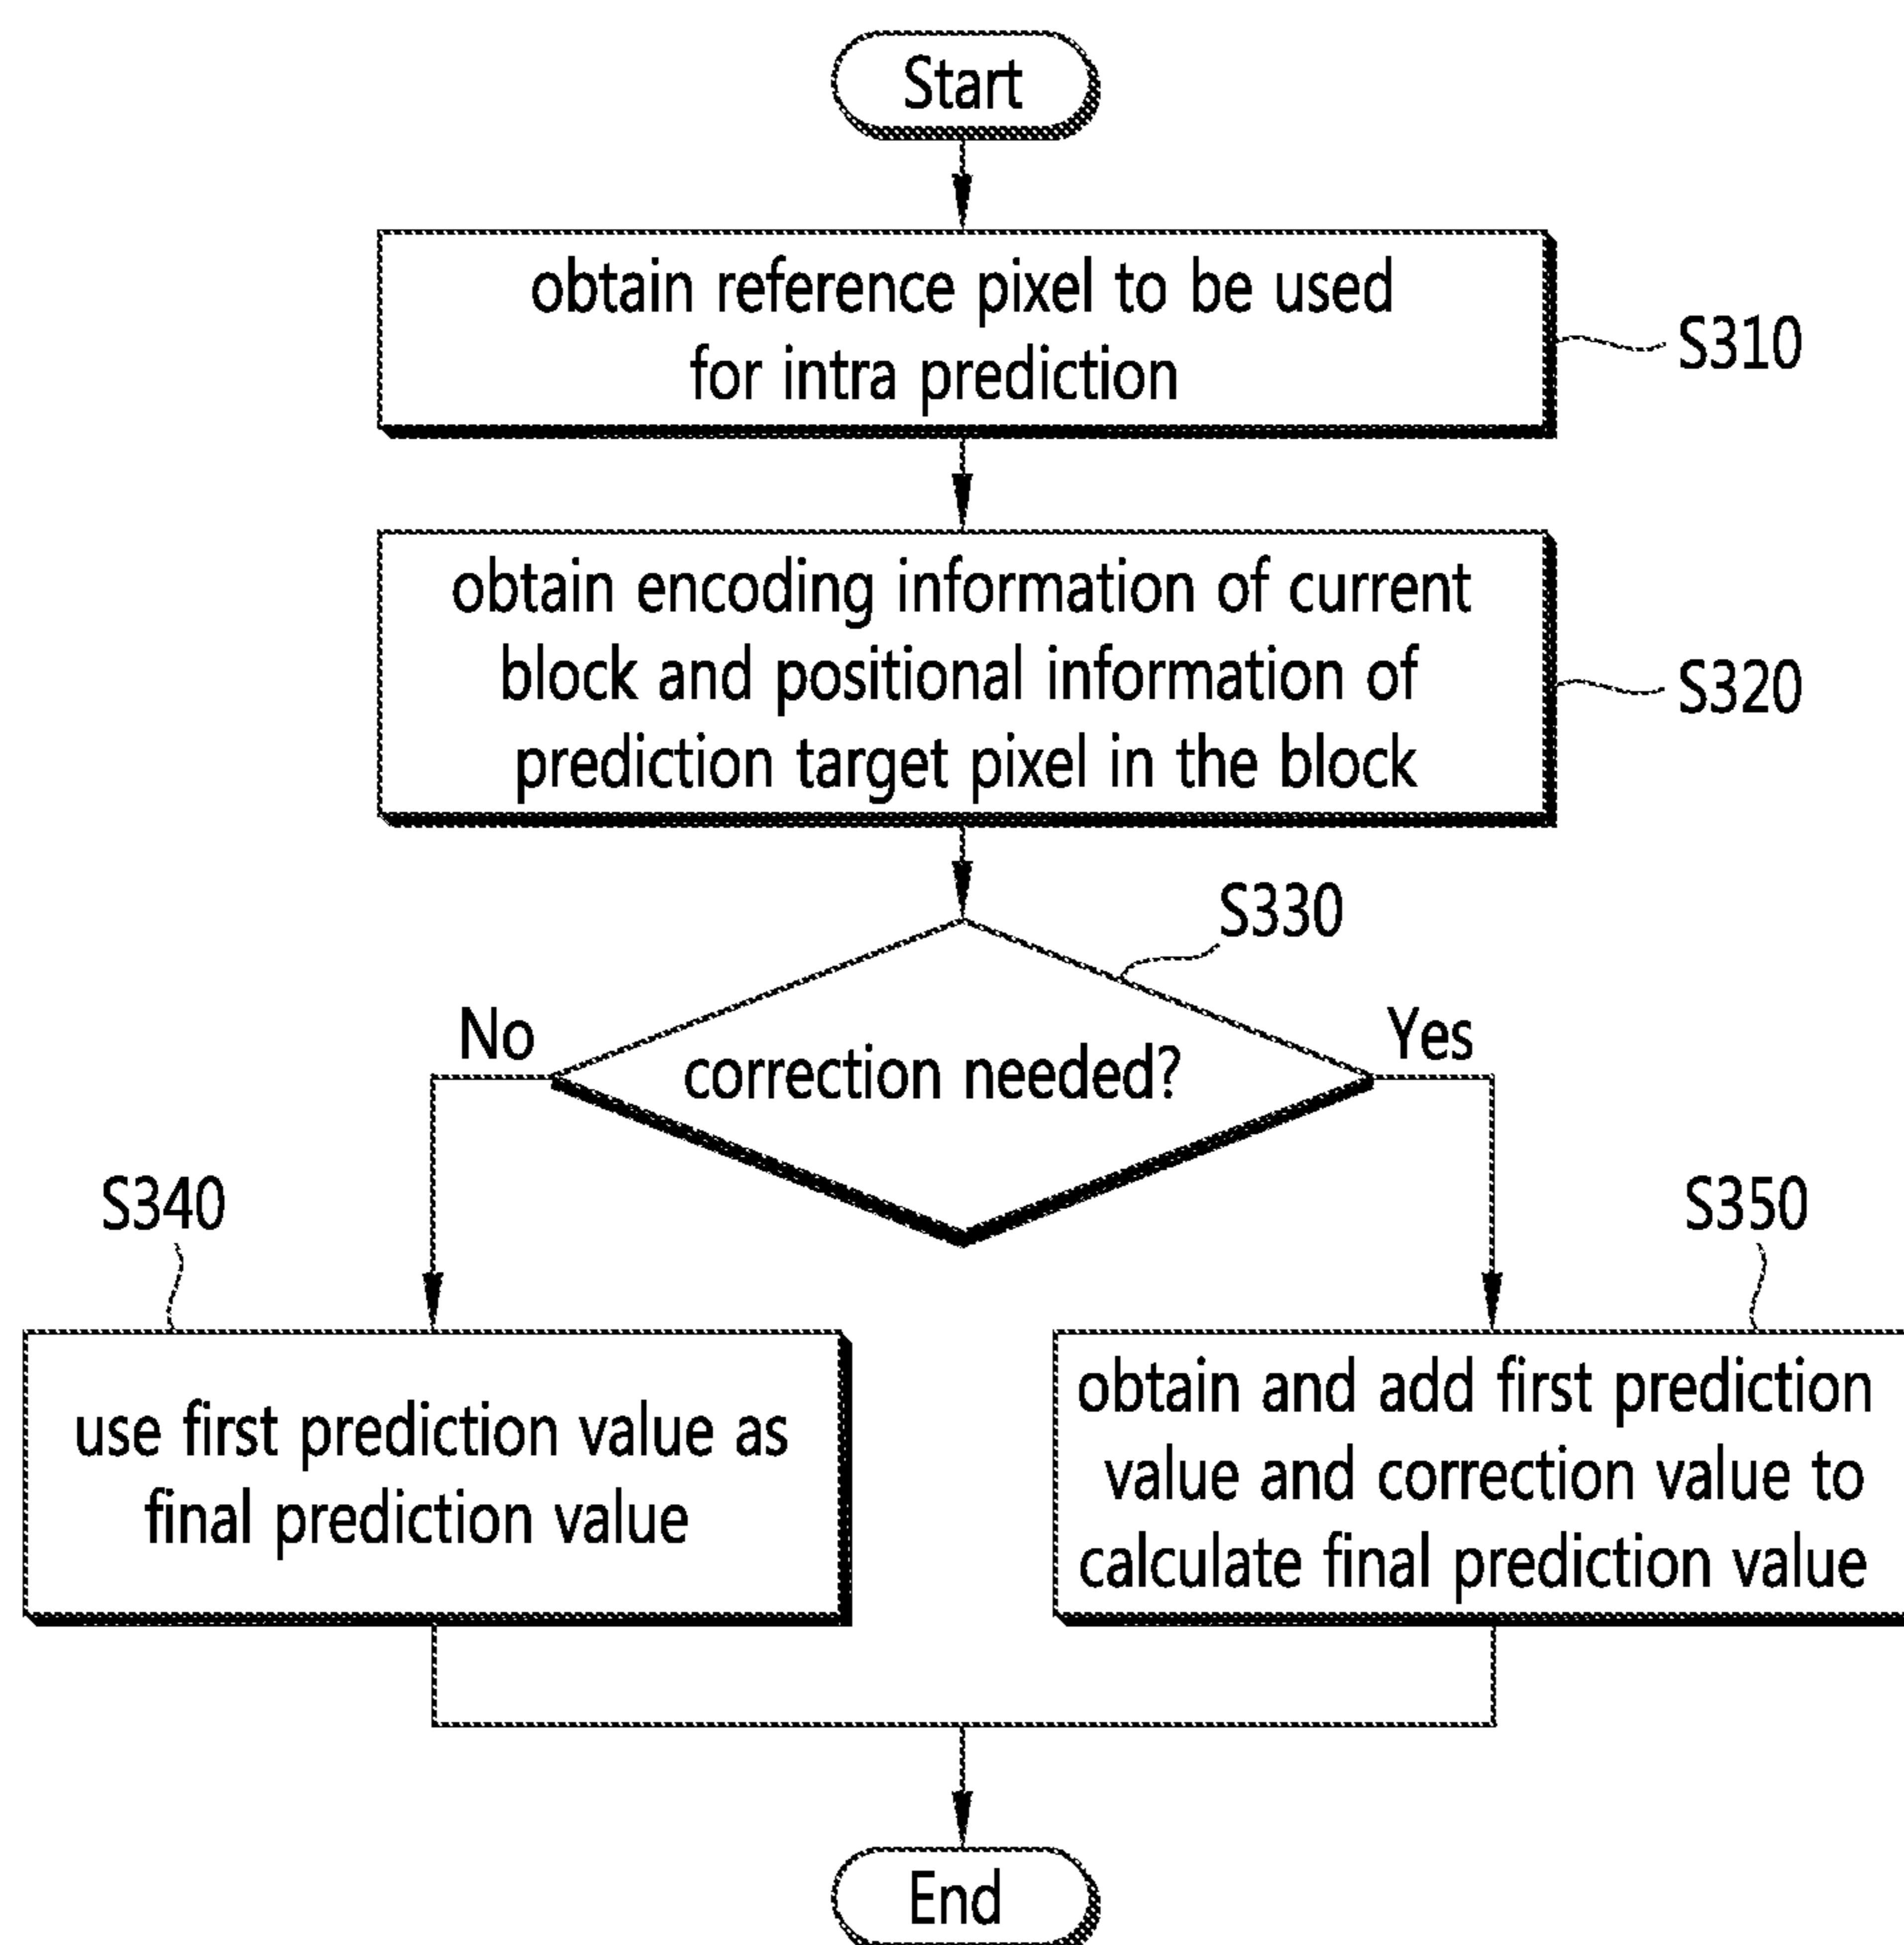 Start
obtain reference pixel to be used
for intra prediction
S310
obtain encoding information of current
block and positional information of
prediction target pixel in the block
S320
S330
No
correction needed?
Yes
S340
S350
use first prediction value as
final prediction value
obtain and add first prediction
value and correction value to
calculate final prediction value
End